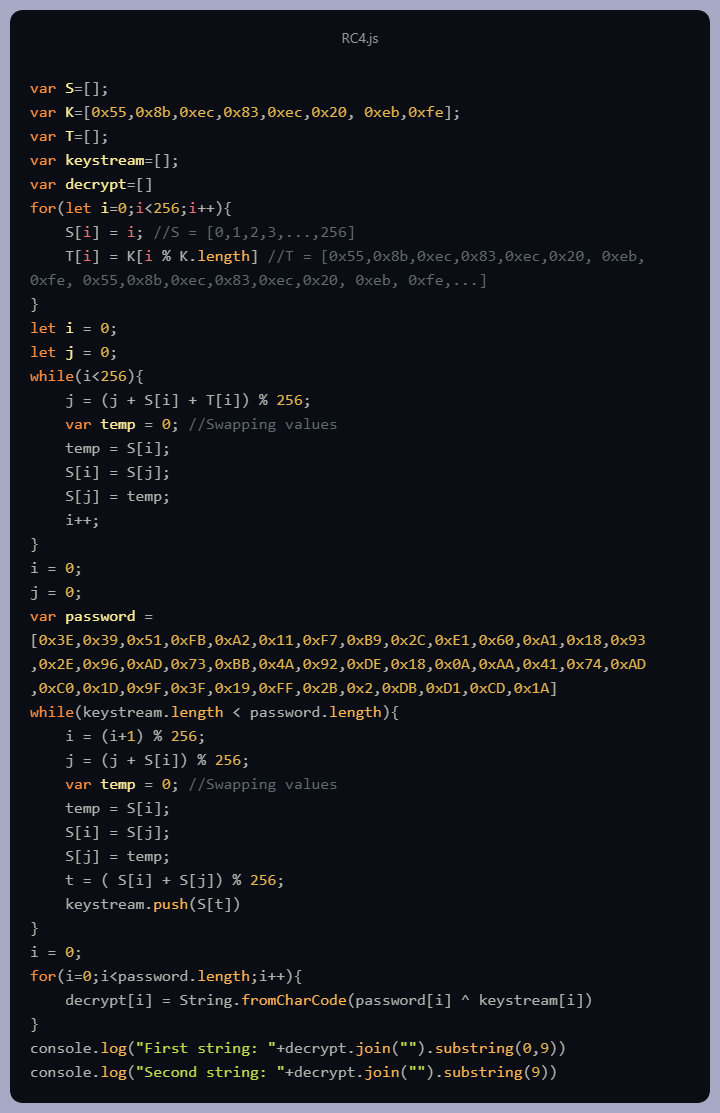 RC4.js
var S=[];
var K=[0x55,0x8b,0xec,0x83,0xec,0x20, 0xeb,0xfe];
var T=[];
var keystream=[];
var decrypt=[]
for(let i=0;i<256;i++){
S[i] = i; //S = [0,1,2,3,...,256]
T[i] = K[i % K.length] //T = [0x55,0x8b,0xec,0x83,0xec,0x20, 0xeb,
0xfe, 0x55,0x8b,0xec,0x83,0xec,0x20, 0xeb, 0xfe,...]
}
let i = 0;
let j = 0;
while(i<256){
j = (j + S[i] + T[i]) % 256;
var temp = 0; //Swapping values
temp = S[i];
S[i] = S[j];
S[j] = temp;
i++;
}
i = 0;
j = 0;
var password =
[0x3E,0x39,0x51,0xFB,0xA2,0x11,0xF7,0xB9,0x2C,0xE1,0x60,0xA1,0x18,0x93
,0x2E,0x96,0xAD,0x73,0xBB,0x4A,0x92,0xDE,0x18,0x0A,0xAA,0x41,0x74,0xAD
,0xC0,0x1D,0x9F,0x3F,0x19,0xFF,0x2B,0x2,0xDB,0xD1,0xCD,0x1A]
while(keystream.length < password.length){
i = (i+1) % 256;
j = (j + S[i]) % 256;
var temp = 0; //Swapping values
temp = S[i];
S[i] = S[j];
S[j] = temp;
t = ( S[i] + S[j]) % 256;
keystream.push(S[t])
}
i = 0;
for(i=0;i<password.length;i++){
decrypt[i] = String.fromCharCode(password[i] ^ keystream[i])
}
console.log("First string: "+decrypt.join("").substring(0,9))
console.log("Second string: "+decrypt.join("").substring(9))